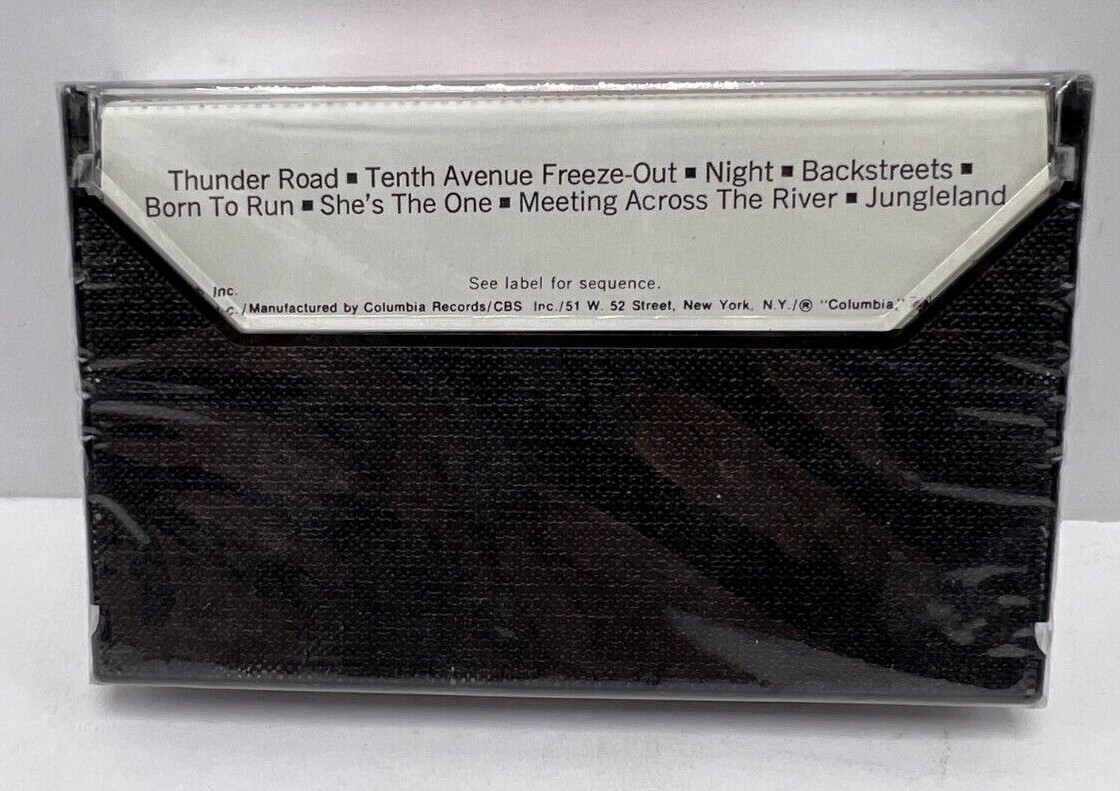 Thunder Road ▪ Tenth Avenue Freeze-Out ▪ Night ▪ Backstreets ▪
Born To Run ▪ She's The One ▪ Meeting Across The River ▪ Jungleland
See label for sequence.
Inc.
/Manufactured by Columbia Records/CBS Inc./51 W. 52 Street, New York, N.Y./® "Columbia,"